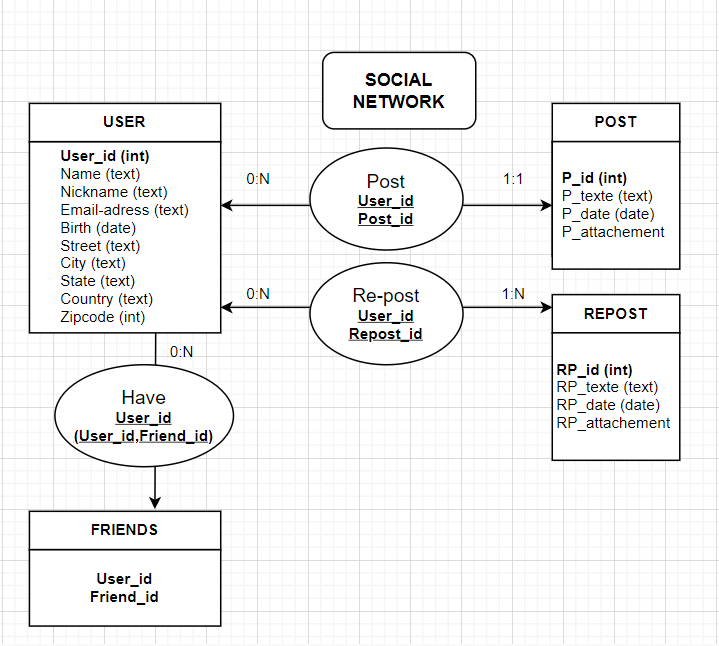 SOCIAL
NETWORK
USER
User_id (int)
Name (text)
Nickname (text)
Email-adress (text)
Birth (date)
Street (text)
City (text)
State (text)
Country (text)
Zipcode (int)
0:N
Post
User_id
Post_id
1:1
POST
P_id (int)
P_texte (text)
P_date (date)
P_attachement
0:N
Re-post
User_id
Repost_id
1:N
REPOST
RP_id (int)
RP_texte (text)
RP_date (date)
RP_attachement
0:N
Have
User_id
(User_id,Friend_id)
FRIENDS
User_id
Friend_id